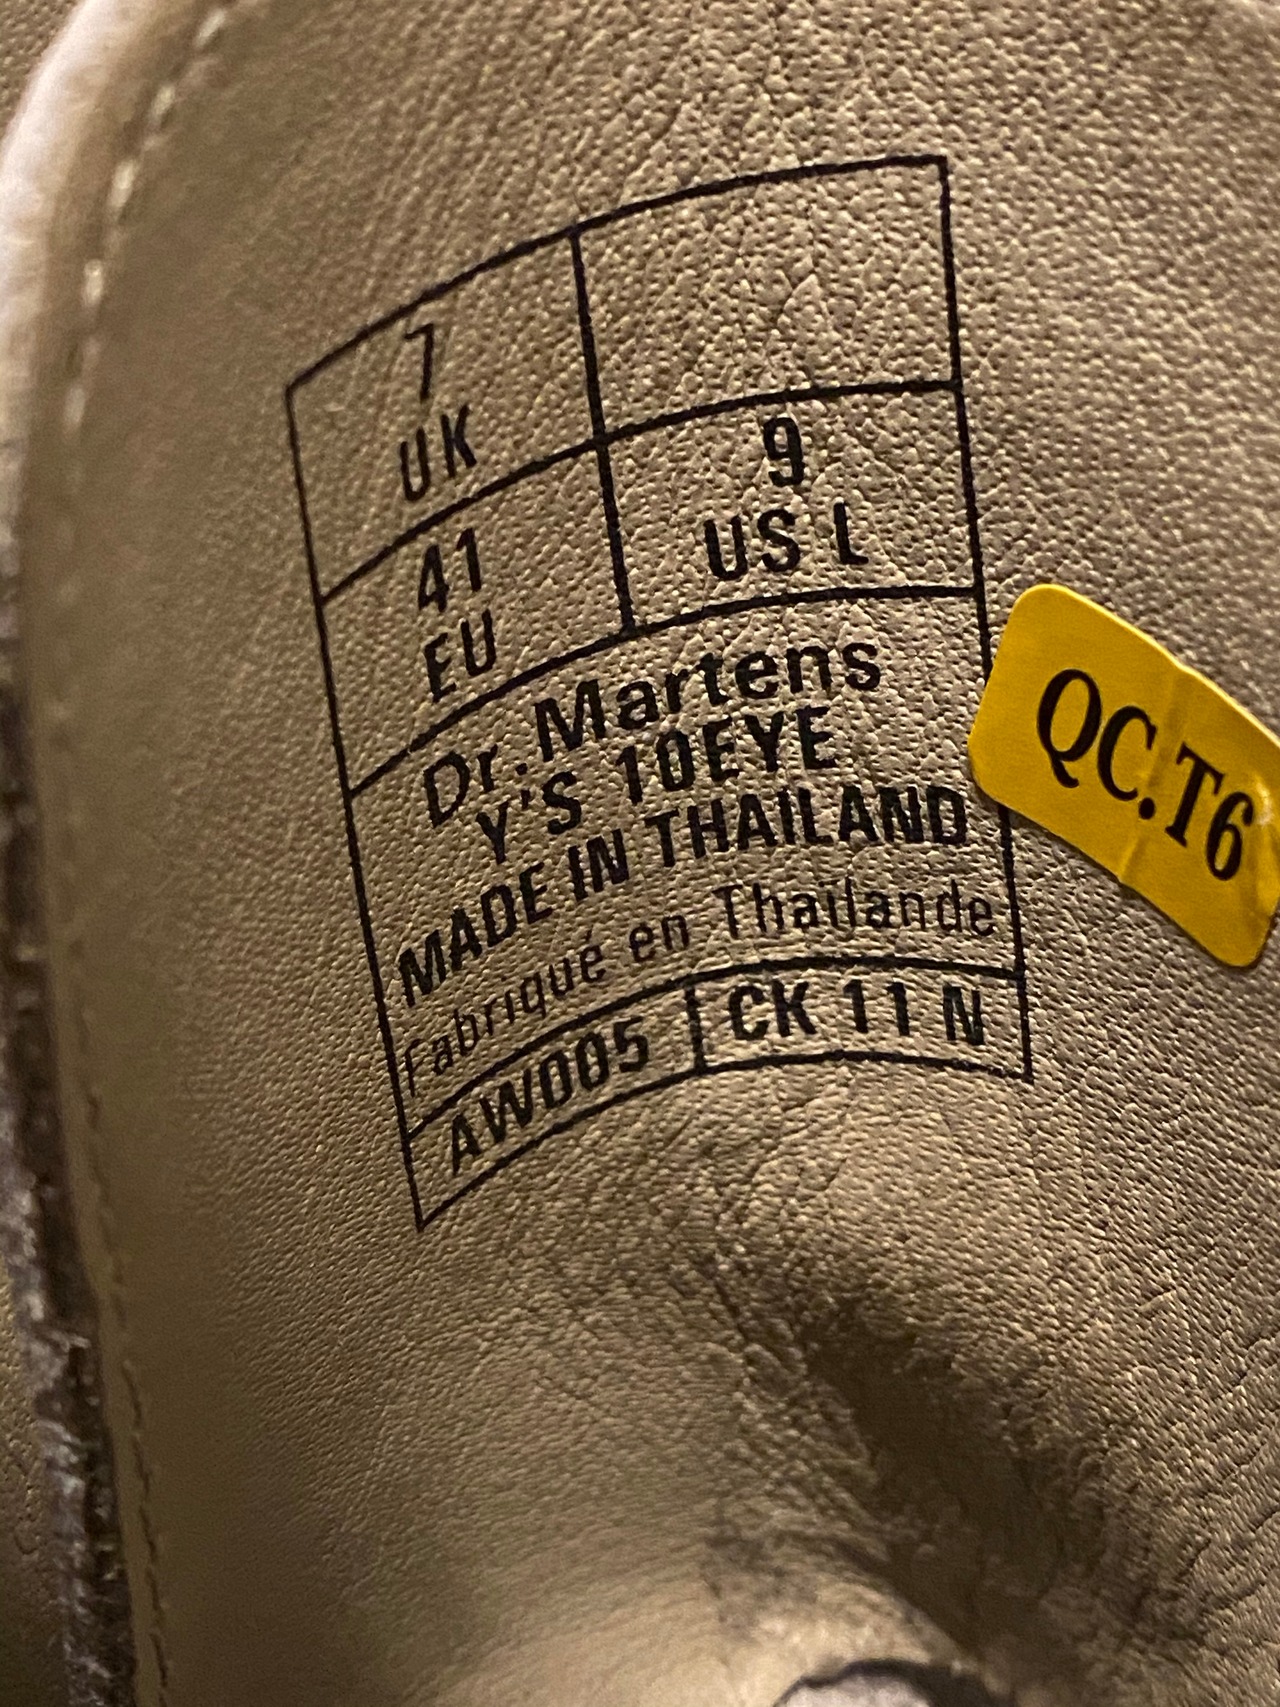 7
UK
41
EU
9
US L
Dr. Martens
Y'S 10EYE
MADE IN THAILAND
Fabriqué en Thaïlande
AW005
CK 11 N
QC.T6